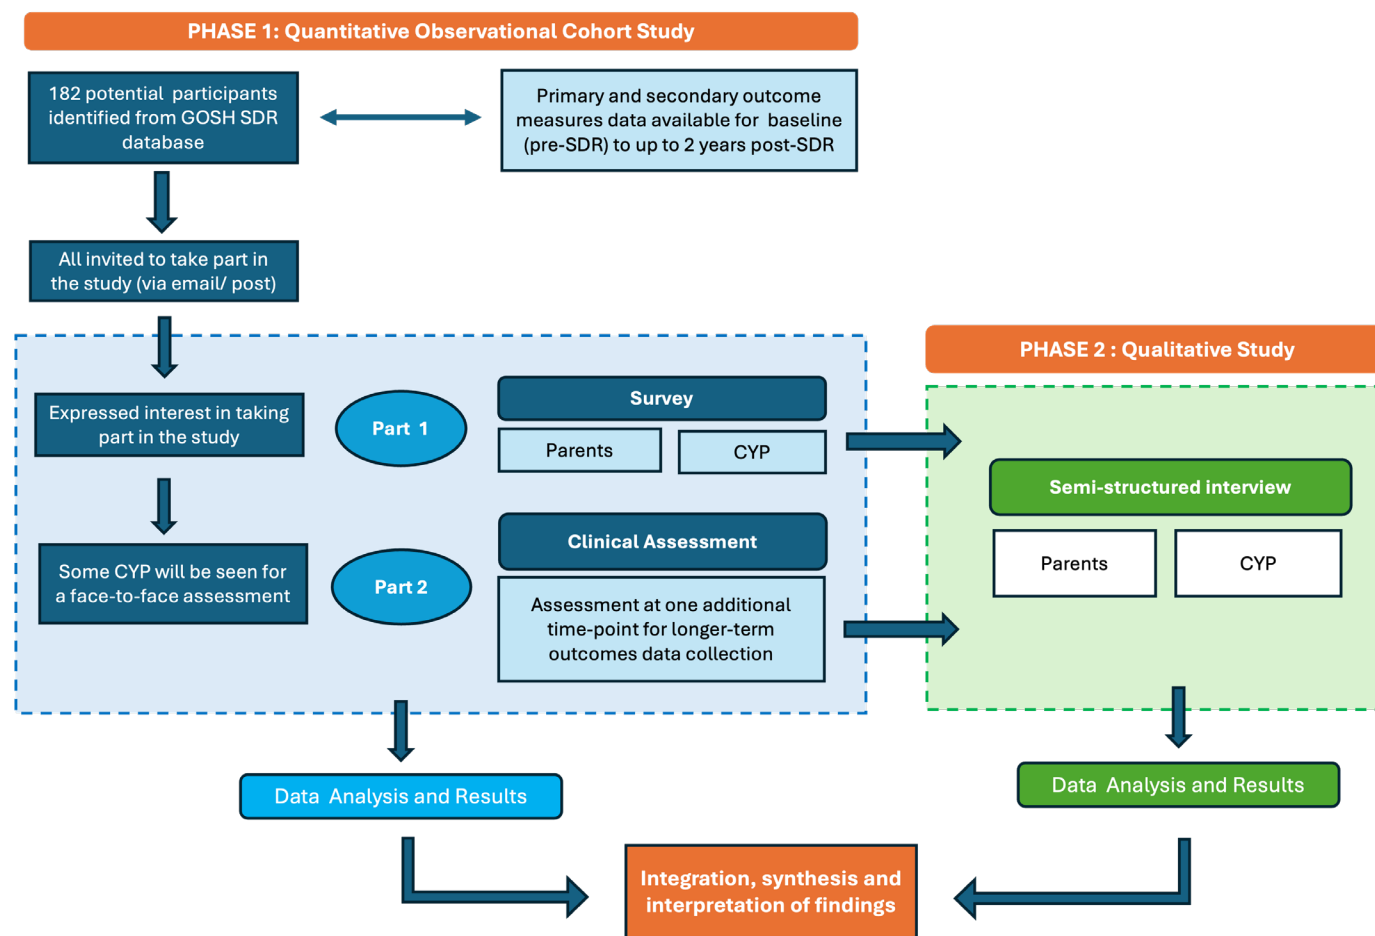 PHASE 1: Quantitative Observational Cohort Study
182 potential participants
identified from GOSH SDR
database
Primary and secondary outcome
measures data available for baseline
(pre-SDR) to up to 2 years post-SDR
All invited to take part in
the study (via email/ post)
Expressed interest in taking
part in the study
Part 1
Survey
Parents
CYP
Some CYP will be seen for
a face-to-face assessment
Part 2
Clinical Assessment
Assessment at one additional
time-point for longer-term
outcomes data collection
PHASE 2 : Qualitative Study
Semi-structured interview
Parents
CYP
Data Analysis and Results
Data Analysis and Results
Integration, synthesis and
interpretation of findings